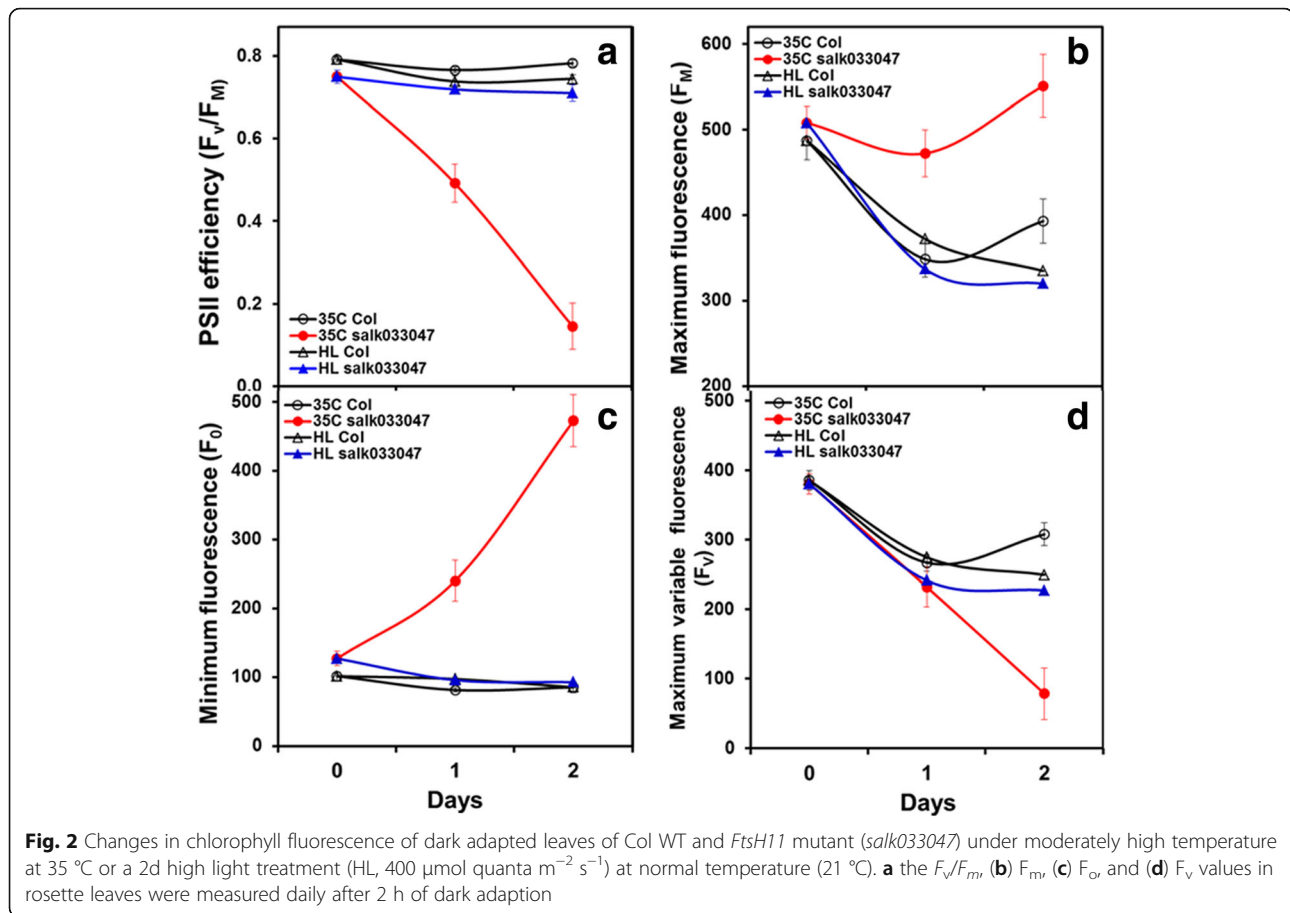 a
PSII efficiency (Fv/FM)
0.8
0.8
0.4
0.2
0.0
35C Col
35C salk033047
HL Col
HL salk033047
b
Maximum fluorescence (FM)
600
500
400
300
200
35C Col
35C salk033047
HL Col
HL salk033047
c
Minimum fluorescence (F0)
500
400
300
200
100
0
35C Col
35C salk033047
HL Col
HL salk033047
0 1 2
Days
d
Maximum variable fluorescence
(FV)
500
400
300
200
100
0
35C Col
35C salk033047
HL Col
HL salk033047
0 1 2
Days
Fig. 2 Changes in chlorophyll fluorescence of dark adapted leaves of Col WT and FtsH11 mutant (salk033047) under moderately high temperature
at 35 °C or a 2d high light treatment (HL, 400 μmol quanta m−2 s−1) at normal temperature (21 °C). a the Fv/Fm, (b) Fm, (c) Fo, and (d) Fv values in
rosette leaves were measured daily after 2 h of dark adaption